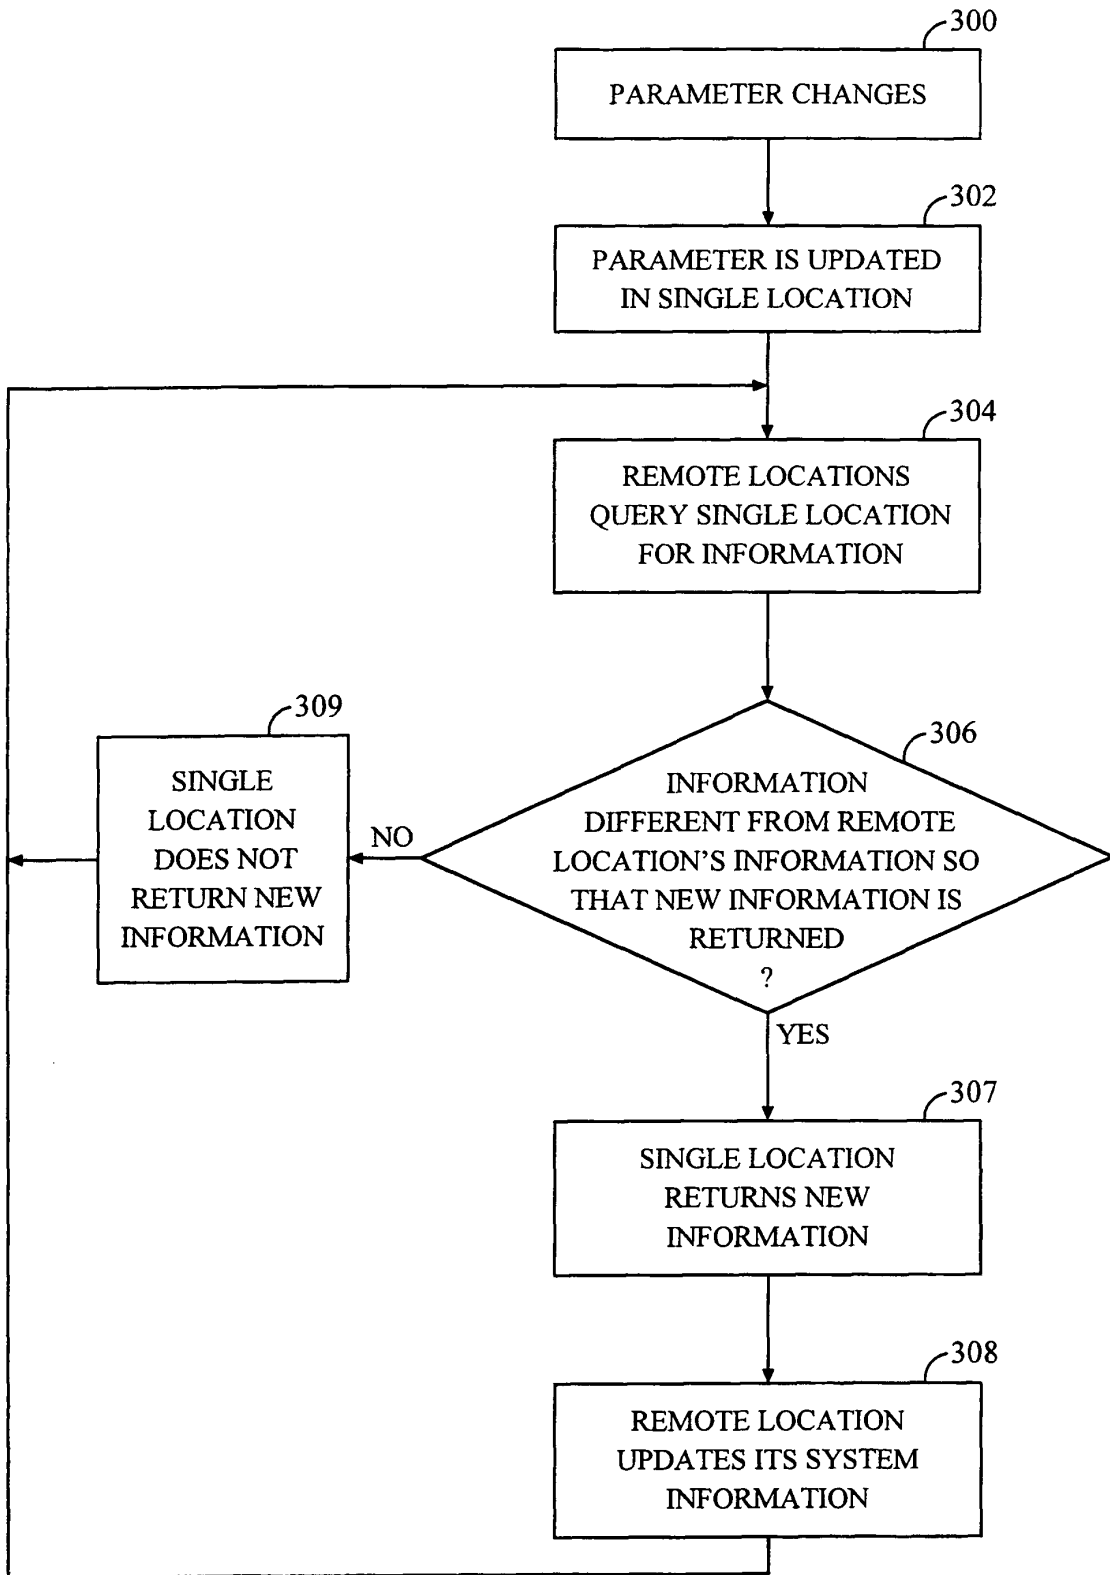 300
PARAMETER CHANGES
302
PARAMETER IS UPDATED
IN SINGLE LOCATION
304
REMOTE LOCATIONS
QUERY SINGLE LOCATION
FOR INFORMATION
306
INFORMATION
DIFFERENT FROM REMOTE
LOCATION'S INFORMATION SO
THAT NEW INFORMATION IS
RETURNED
?
NO
309
SINGLE
LOCATION
DOES NOT
RETURN NEW
INFORMATION
YES
307
SINGLE LOCATION
RETURNS NEW
INFORMATION
308
REMOTE LOCATION
UPDATES ITS SYSTEM
INFORMATION